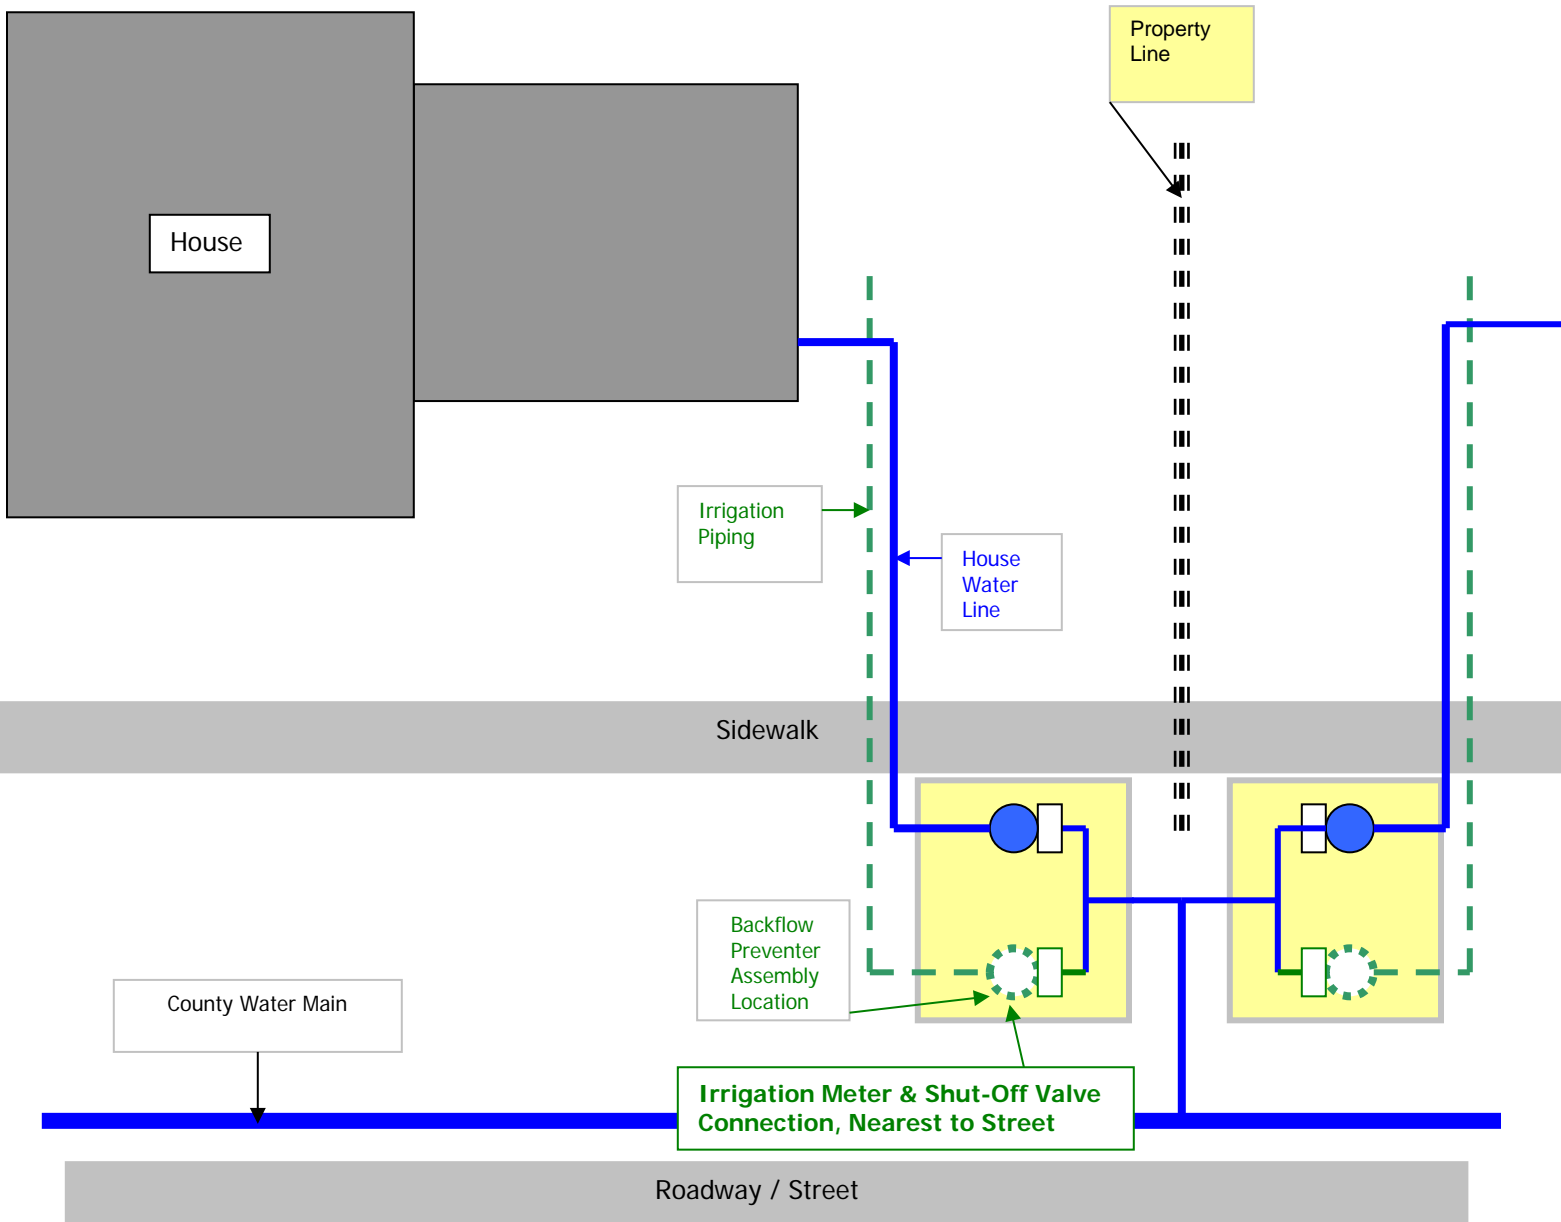 Property
Line
House
Irrigation
Piping
House
Water
Line
Sidewalk
Backflow
Preventer
Assembly
Location
County Water Main
Irrigation Meter & Shut-Off Valve
Connection, Nearest to Street
Roadway / Street